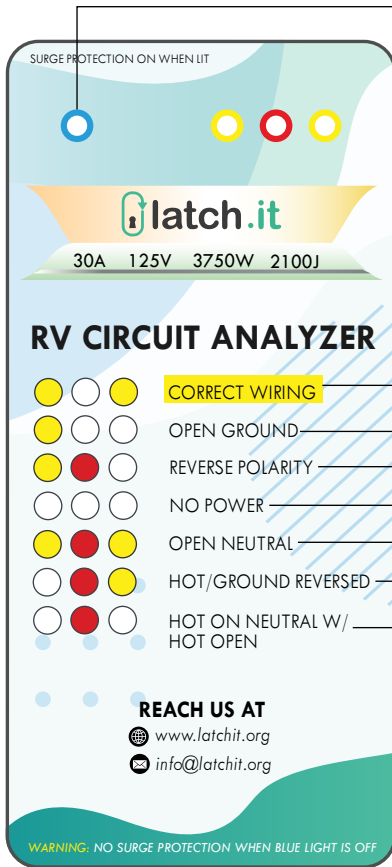 SURGE PROTECTION ON WHEN LIT
latch.it
30A 125V 3750W 2100J
RV CIRCUIT ANALYZER
CORRECT WIRING
OPEN GROUND
REVERSE POLARITY
NO POWER
OPEN NEUTRAL
HOT/GROUND REVERSED
HOT ON NEUTRAL W/
HOT OPEN
REACH US AT
www.latchit.org
info@latchit.org
WARNING: NO SURGE PROTECTION WHEN BLUE LIGHT IS OFF